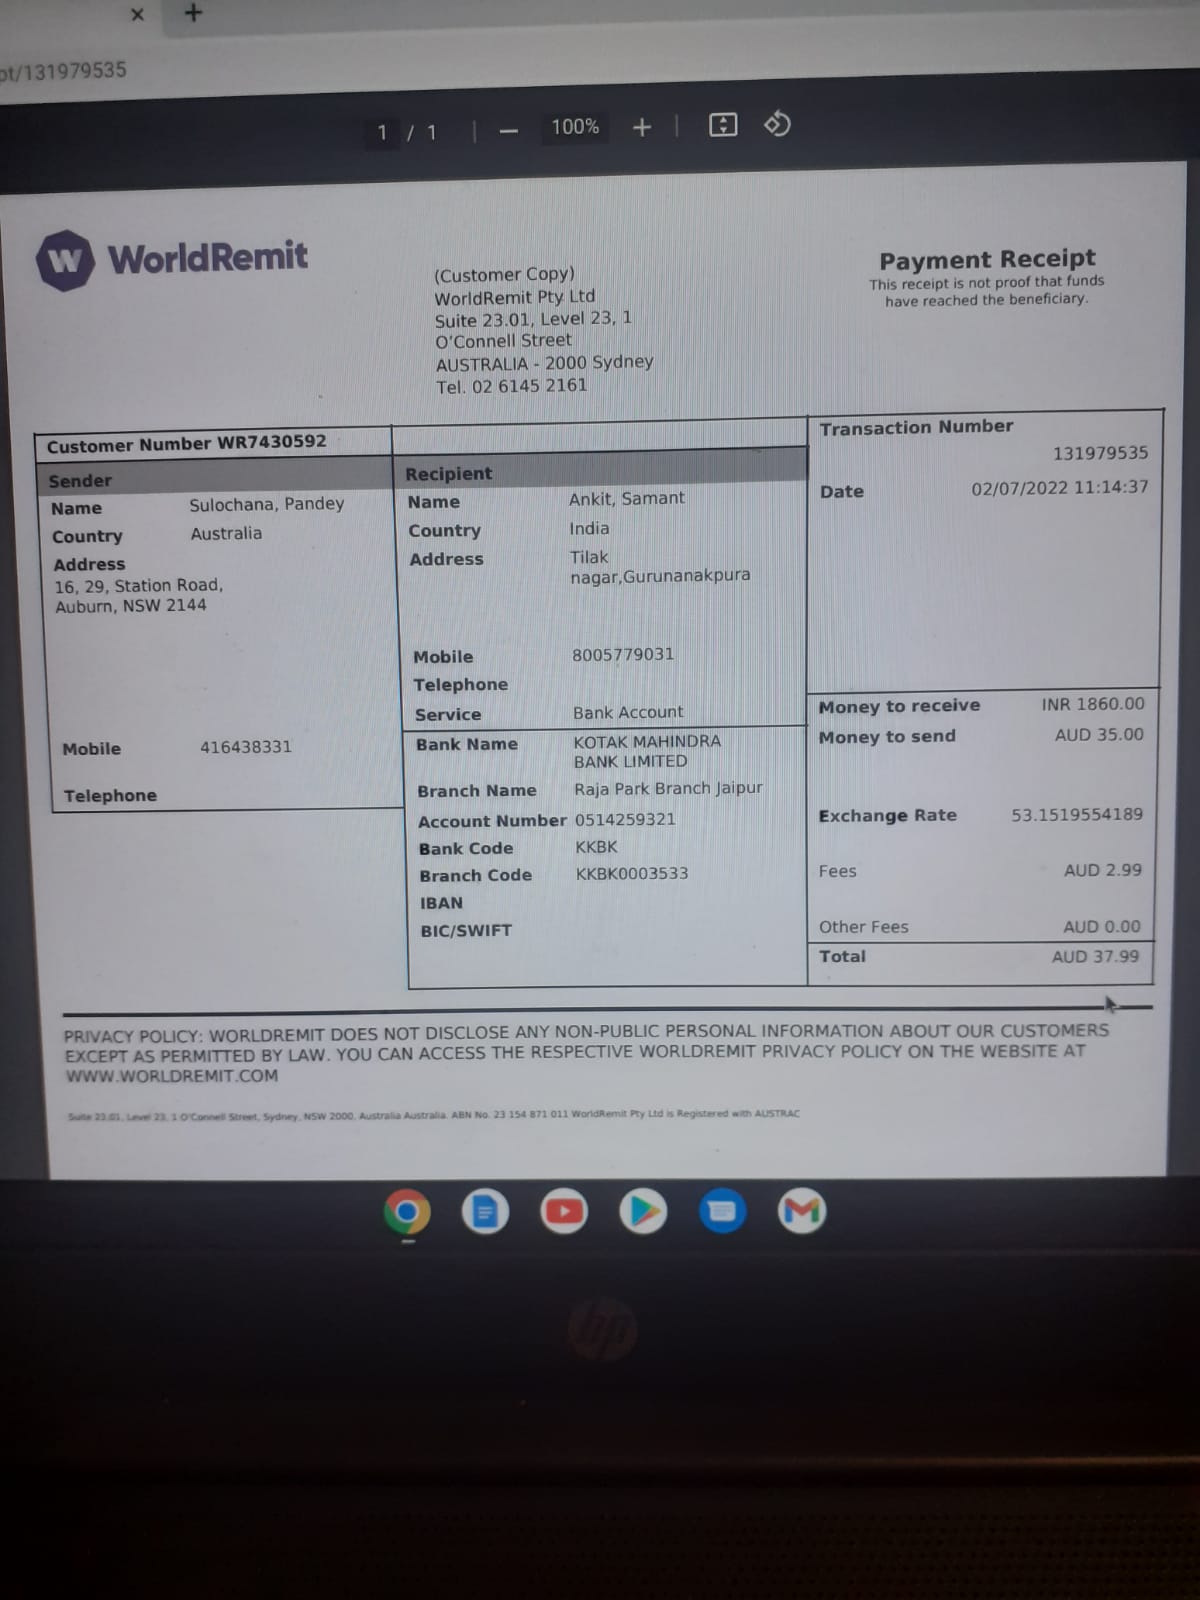 pt/131979535
1 / 1 | − 100% + |
W WorldRemit
(Customer Copy)
WorldRemit Pty Ltd
Suite 23.01, Level 23, 1
O'Connell Street
AUSTRALIA - 2000 Sydney
Tel. 02 6145 2161
Payment Receipt
This receipt is not proof that funds
have reached the beneficiary.
Customer Number WR7430592
Sender
Name Sulochana, Pandey
Country Australia
Address
16, 29, Station Road,
Auburn, NSW 2144
Mobile 416438331
Telephone
Recipient
Name Ankit, Samant
Country India
Address Tilak
nagar,Gurunanakpura
Mobile 8005779031
Telephone
Service Bank Account
Bank Name KOTAK MAHINDRA
BANK LIMITED
Branch Name Raja Park Branch Jaipur
Account Number 0514259321
Bank Code KKBK
Branch Code KKBK0003533
IBAN
BIC/SWIFT
Transaction Number
131979535
Date 02/07/2022 11:14:37
Money to receive INR 1860.00
Money to send AUD 35.00
Exchange Rate 53.1519554189
Fees AUD 2.99
Other Fees AUD 0.00
Total AUD 37.99
PRIVACY POLICY: WORLDREMIT DOES NOT DISCLOSE ANY NON-PUBLIC PERSONAL INFORMATION ABOUT OUR CUSTOMERS
EXCEPT AS PERMITTED BY LAW. YOU CAN ACCESS THE RESPECTIVE WORLDREMIT PRIVACY POLICY ON THE WEBSITE AT
WWW.WORLDREMIT.COM
Suite 23.01, Level 23, 1 O'Connell Street, Sydney, NSW 2000, Australia Australia. ABN No. 23 154 871 011 WorldRemit Pty Ltd is Registered with AUSTRAC
hp